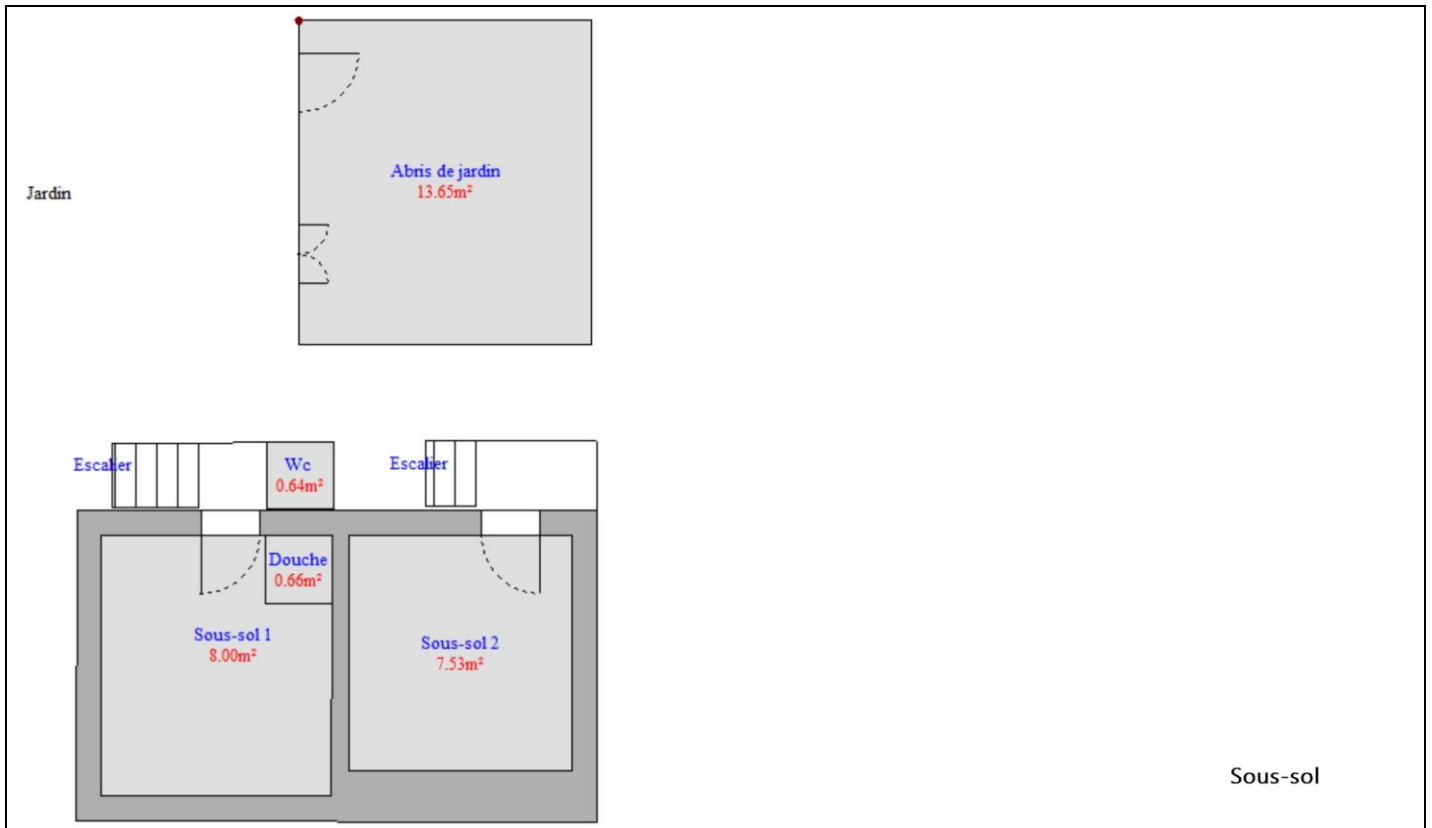 Abris de jardin
13.65m²
Jardin
Escalier
Wc
0.64m²
Escalier
Douche
0.66m²
Sous-sol 1
8.00m²
Sous-sol 2
7.53m²
Sous-sol